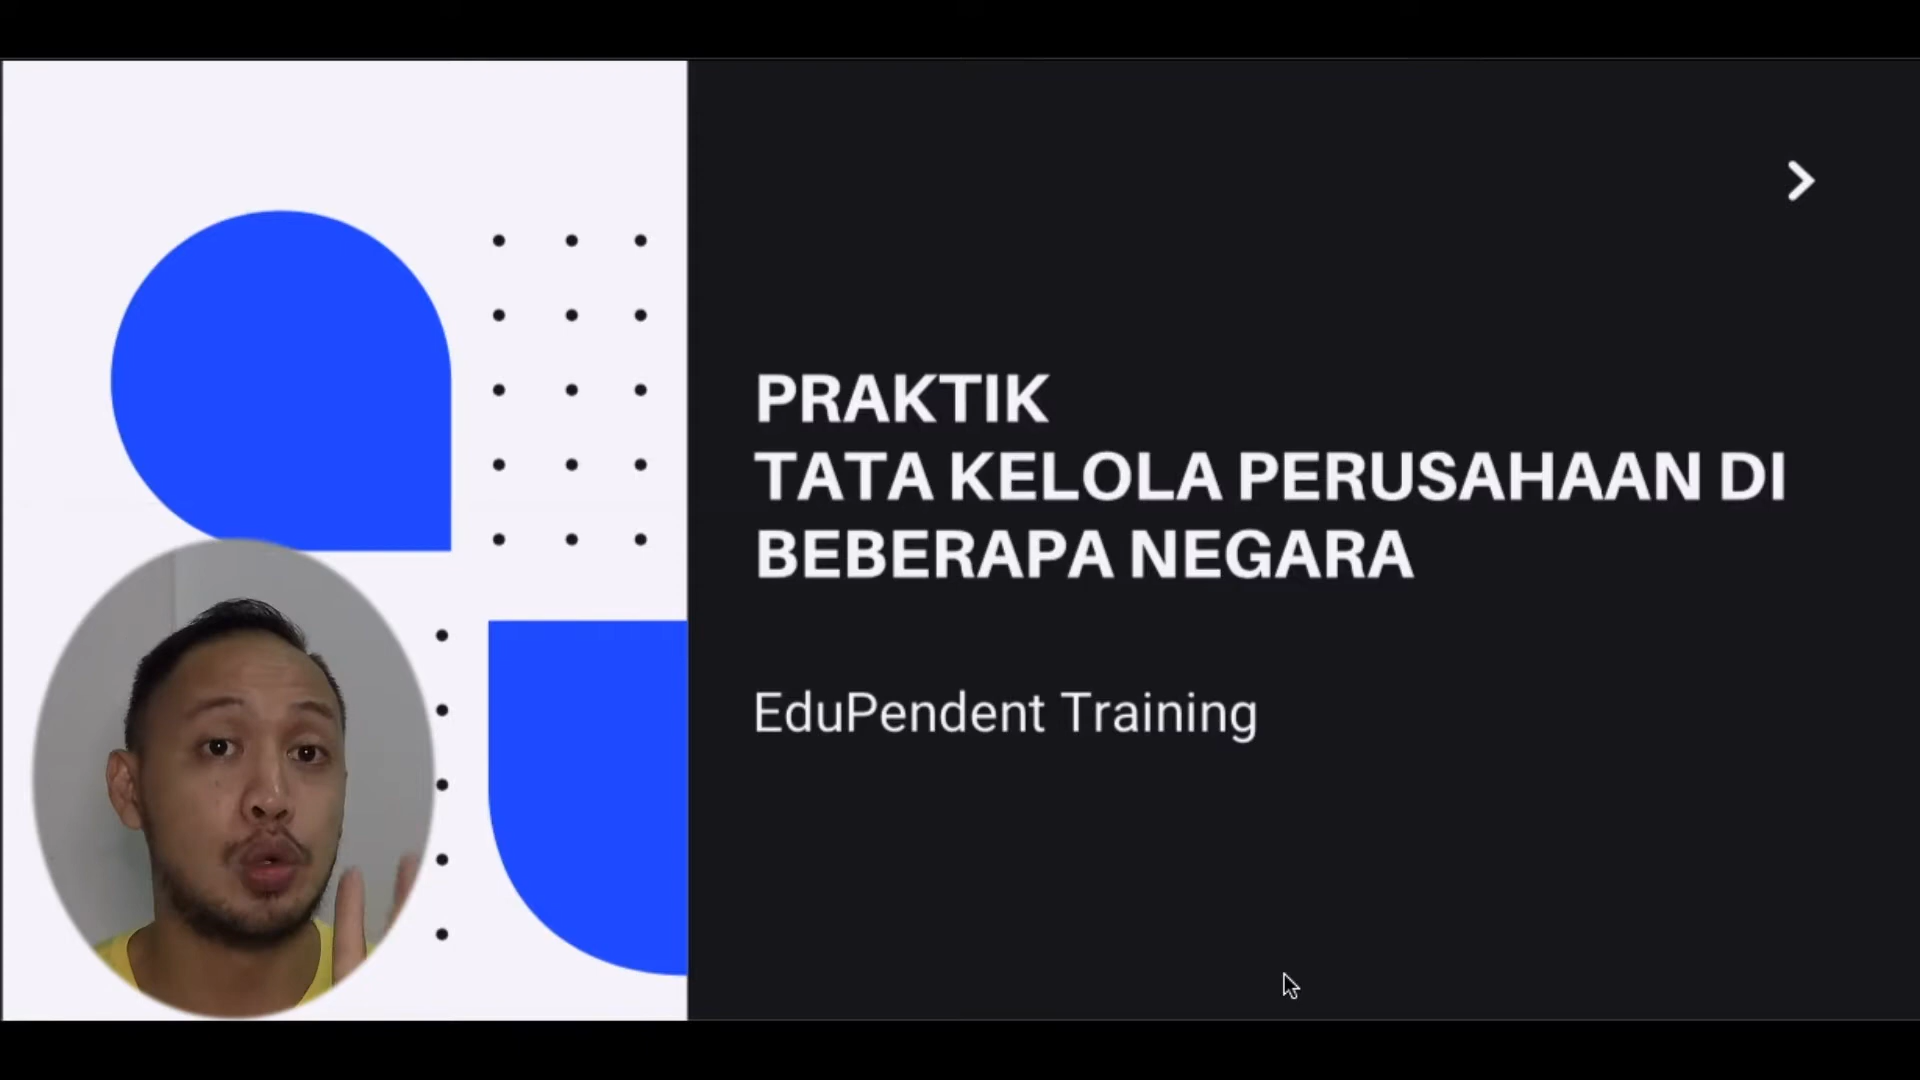 PRAKTIK
TATA KELOLA PERUSAHAAN DI
BEBERAPA NEGARA
EduPendent Training